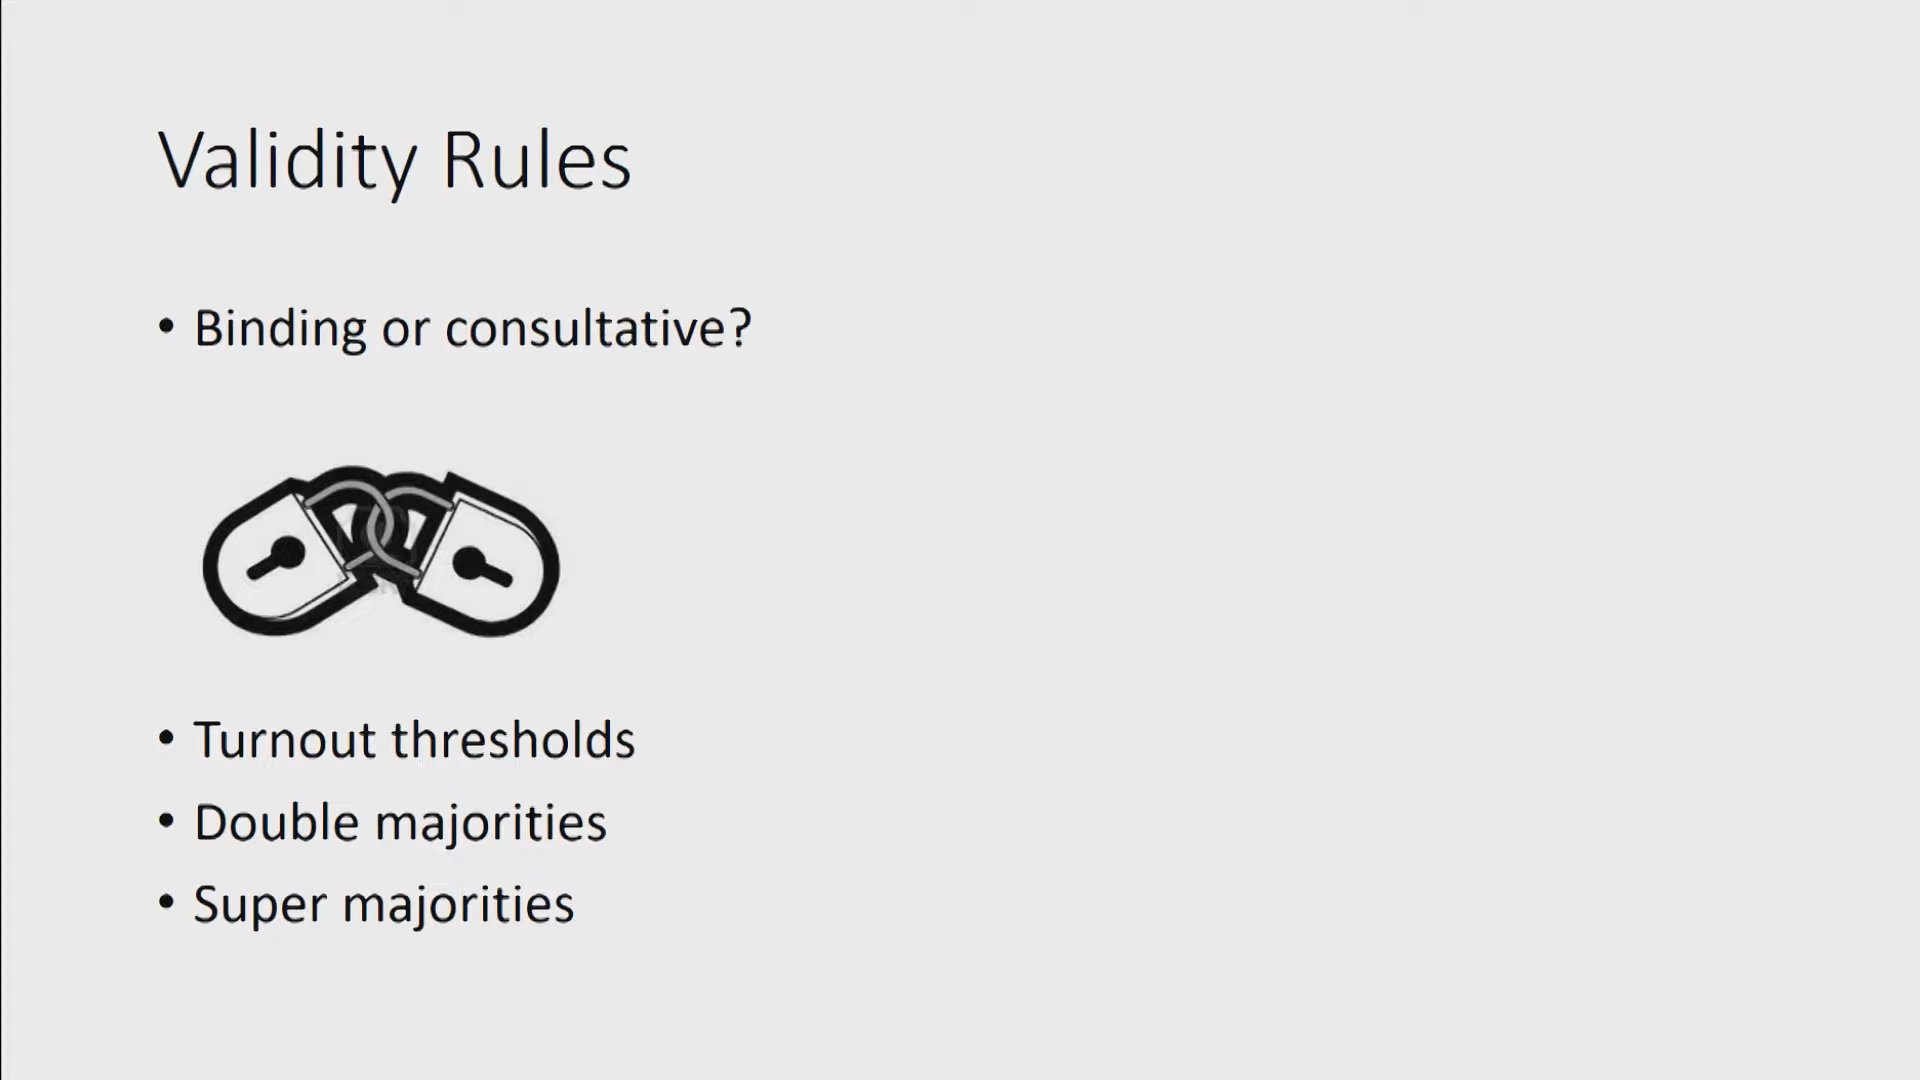 Validity Rules
• Binding or consultative?
• Turnout thresholds
• Double majorities
• Super majorities